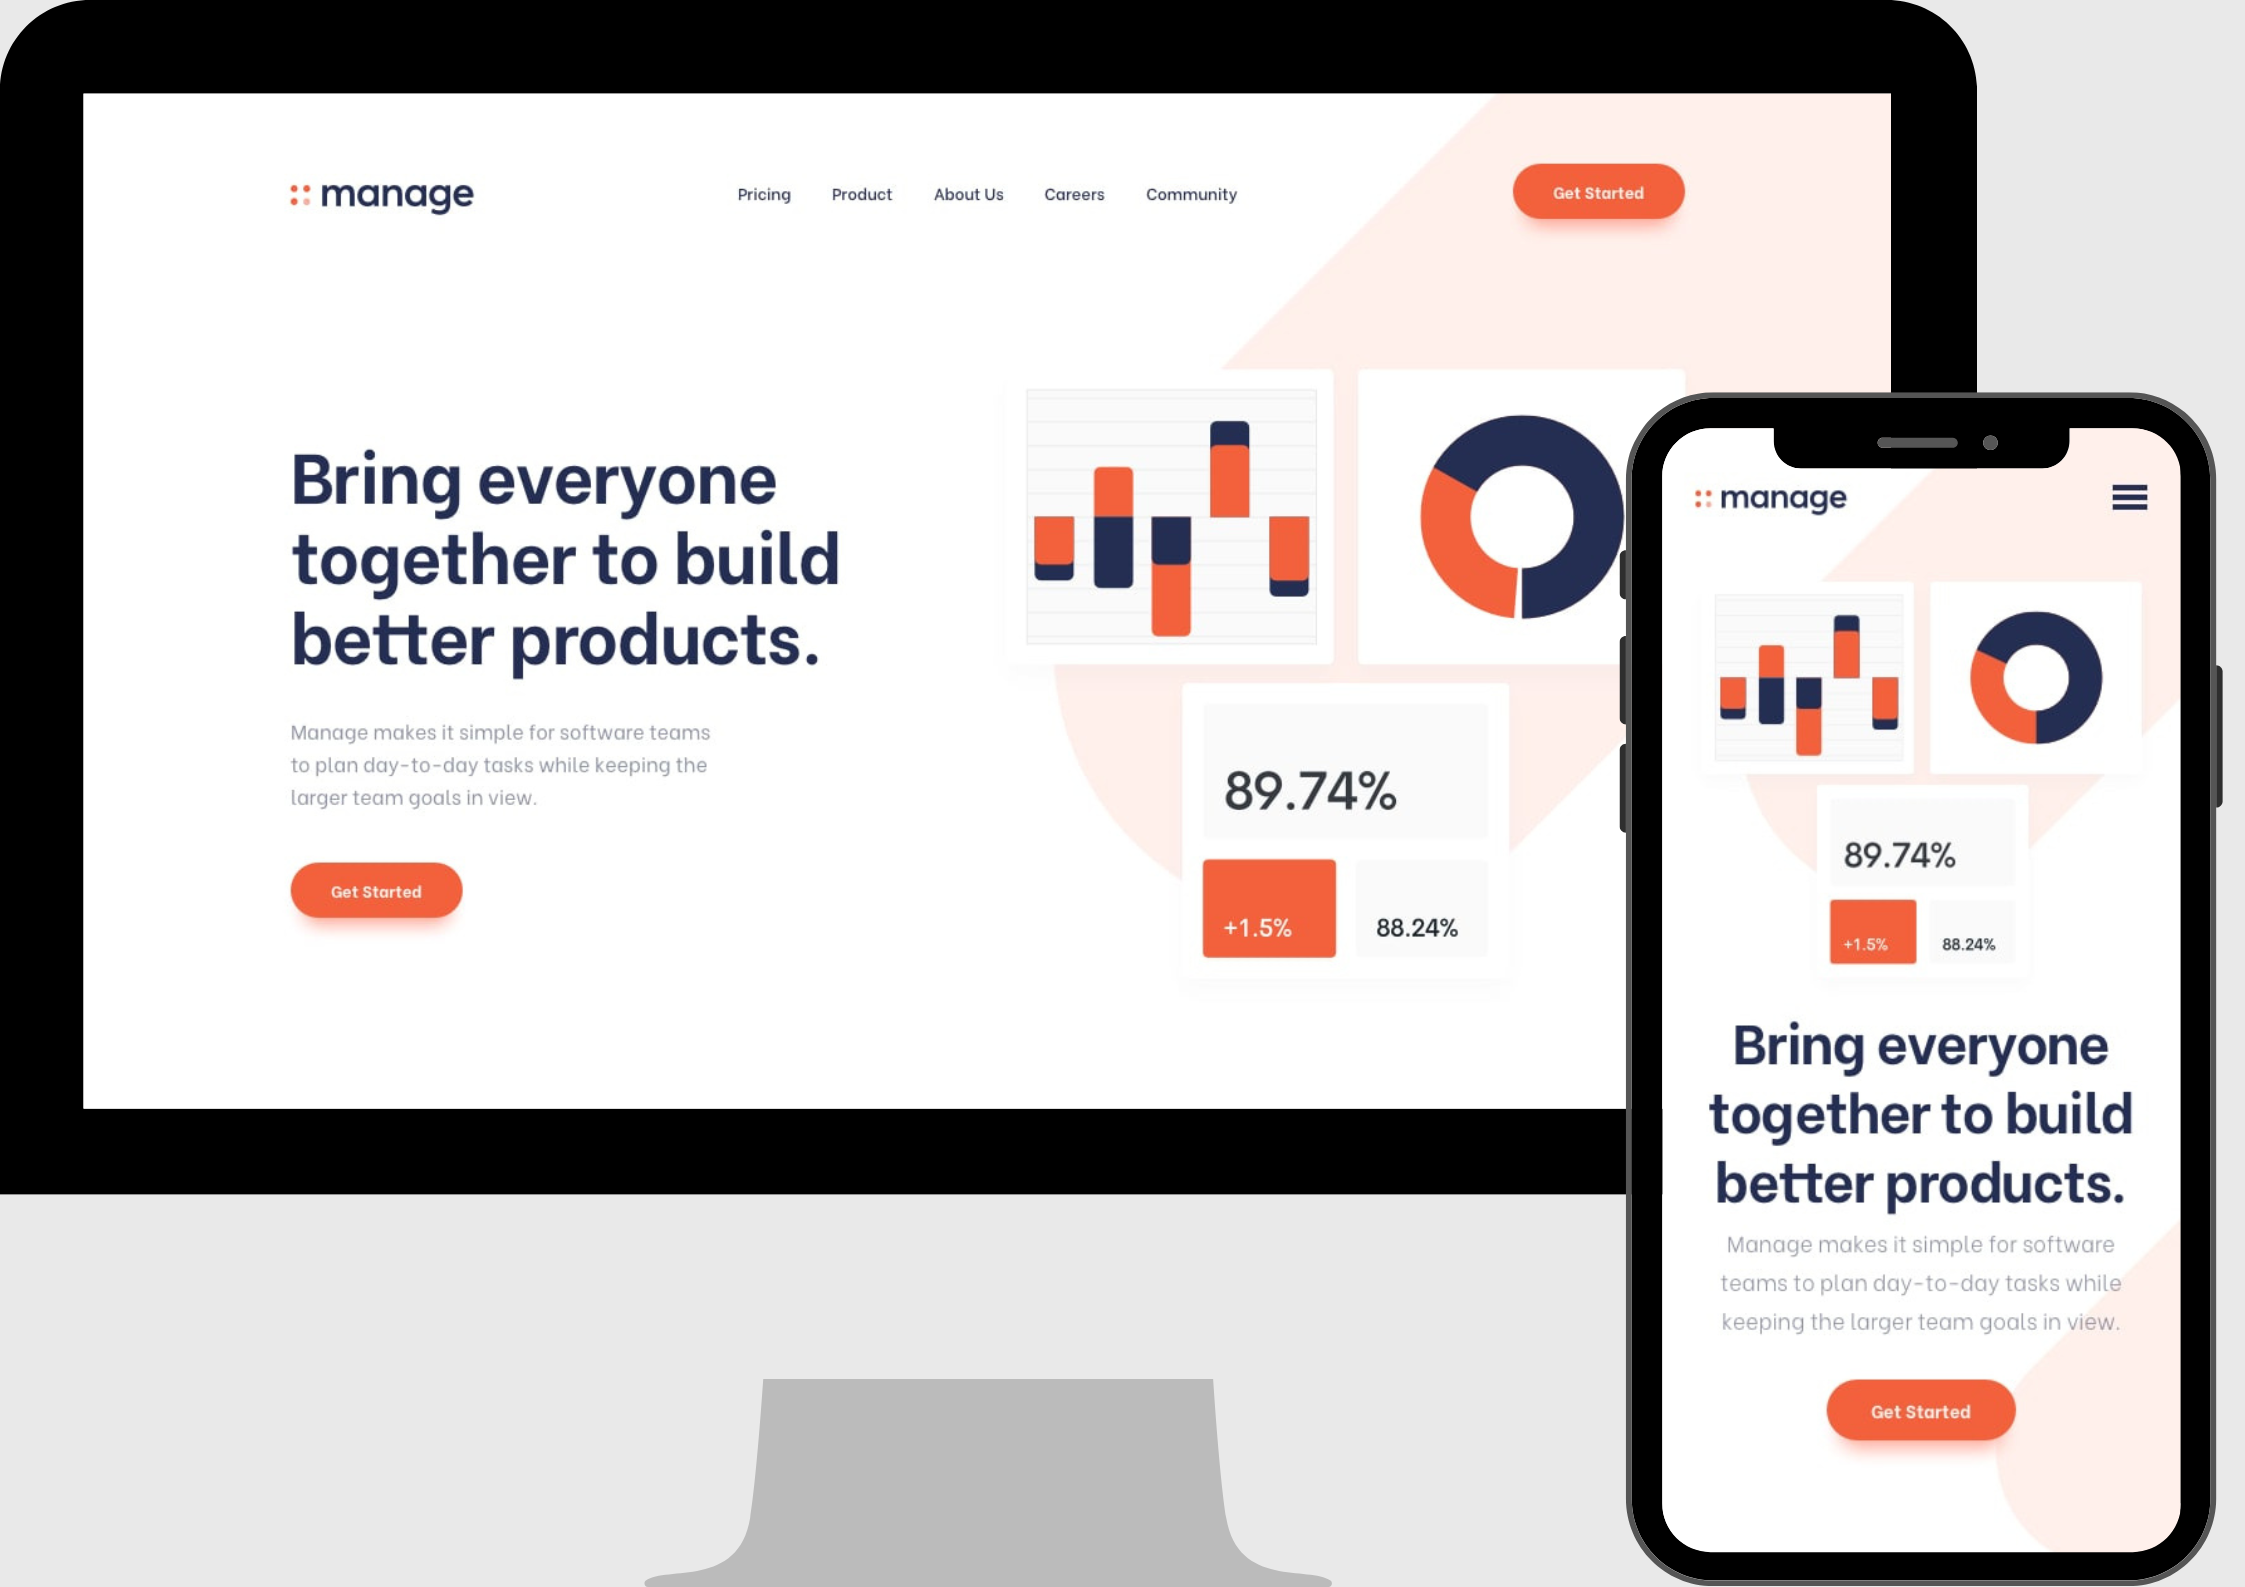 manage
Pricing
Product
About Us
Careers
Community
Get Started
Bring everyone
together to build
better products.
Manage makes it simple for software teams
to plan day-to-day tasks while keeping the
larger team goals in view.
Get Started
89.74%
+1.5%
88.24%
manage
89.74%
+1.5%
88.24%
Bring everyone
together to build
better products.
Manage makes it simple for software
teams to plan day-to-day tasks while
keeping the larger team goals in view.
Get Started